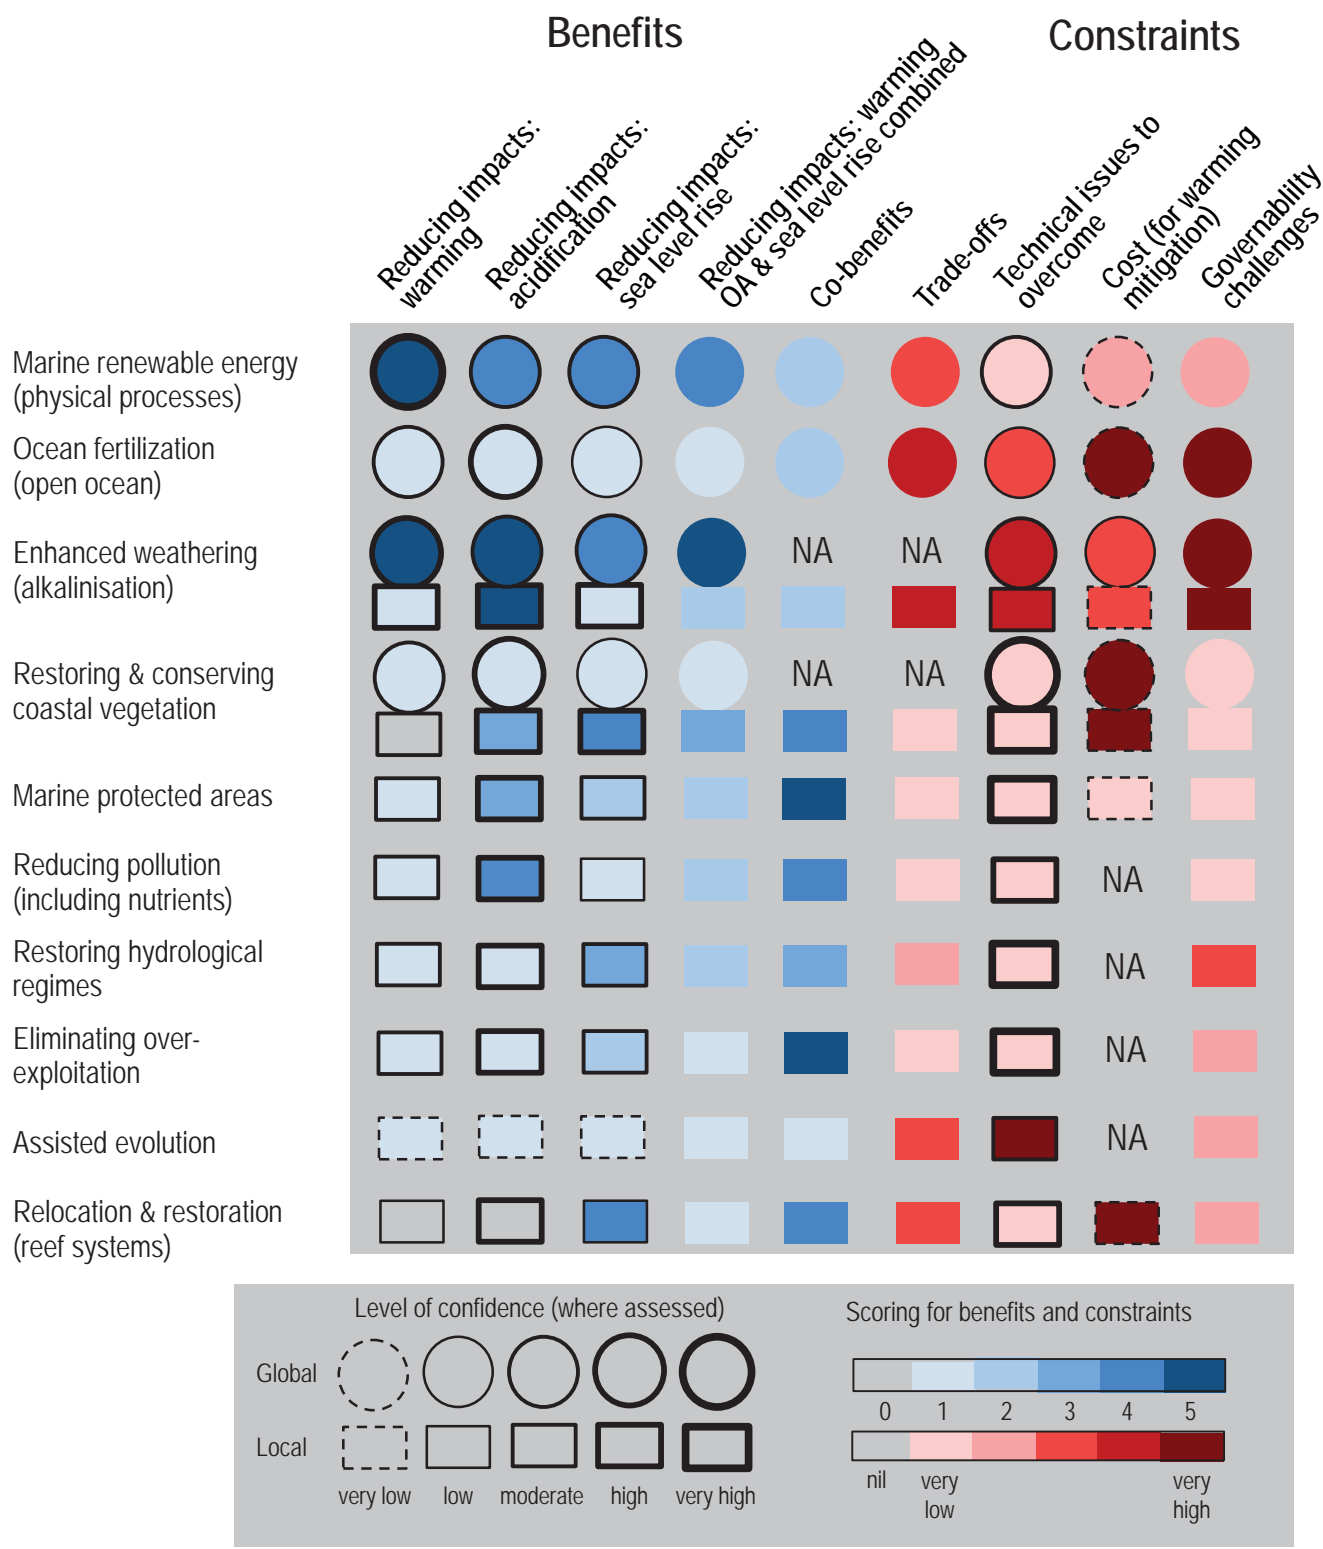 Benefits
Constraints
Reducing impacts:
warming
Reducing impacts:
acidification
Reducing impacts:
sea level rise
Reducing impacts: warming
OA & sea level rise combined
Co-benefits
Trade-offs
Technical issues to
overcome
Cost (for warming
mitigation)
Governability
challenges
Marine renewable energy
(physical processes)
Ocean fertilization
(open ocean)
Enhanced weathering
(alkalinisation)
NA
NA
Restoring & conserving
coastal vegetation
NA
NA
Marine protected areas
Reducing pollution
(including nutrients)
NA
Restoring hydrological
regimes
NA
Eliminating over-
exploitation
NA
Assisted evolution
NA
Relocation & restoration
(reef systems)
Level of confidence (where assessed)
Global
Local
very low
low
moderate
high
very high
Scoring for benefits and constraints
0
1
2
3
4
5
nil
very
low
very
high